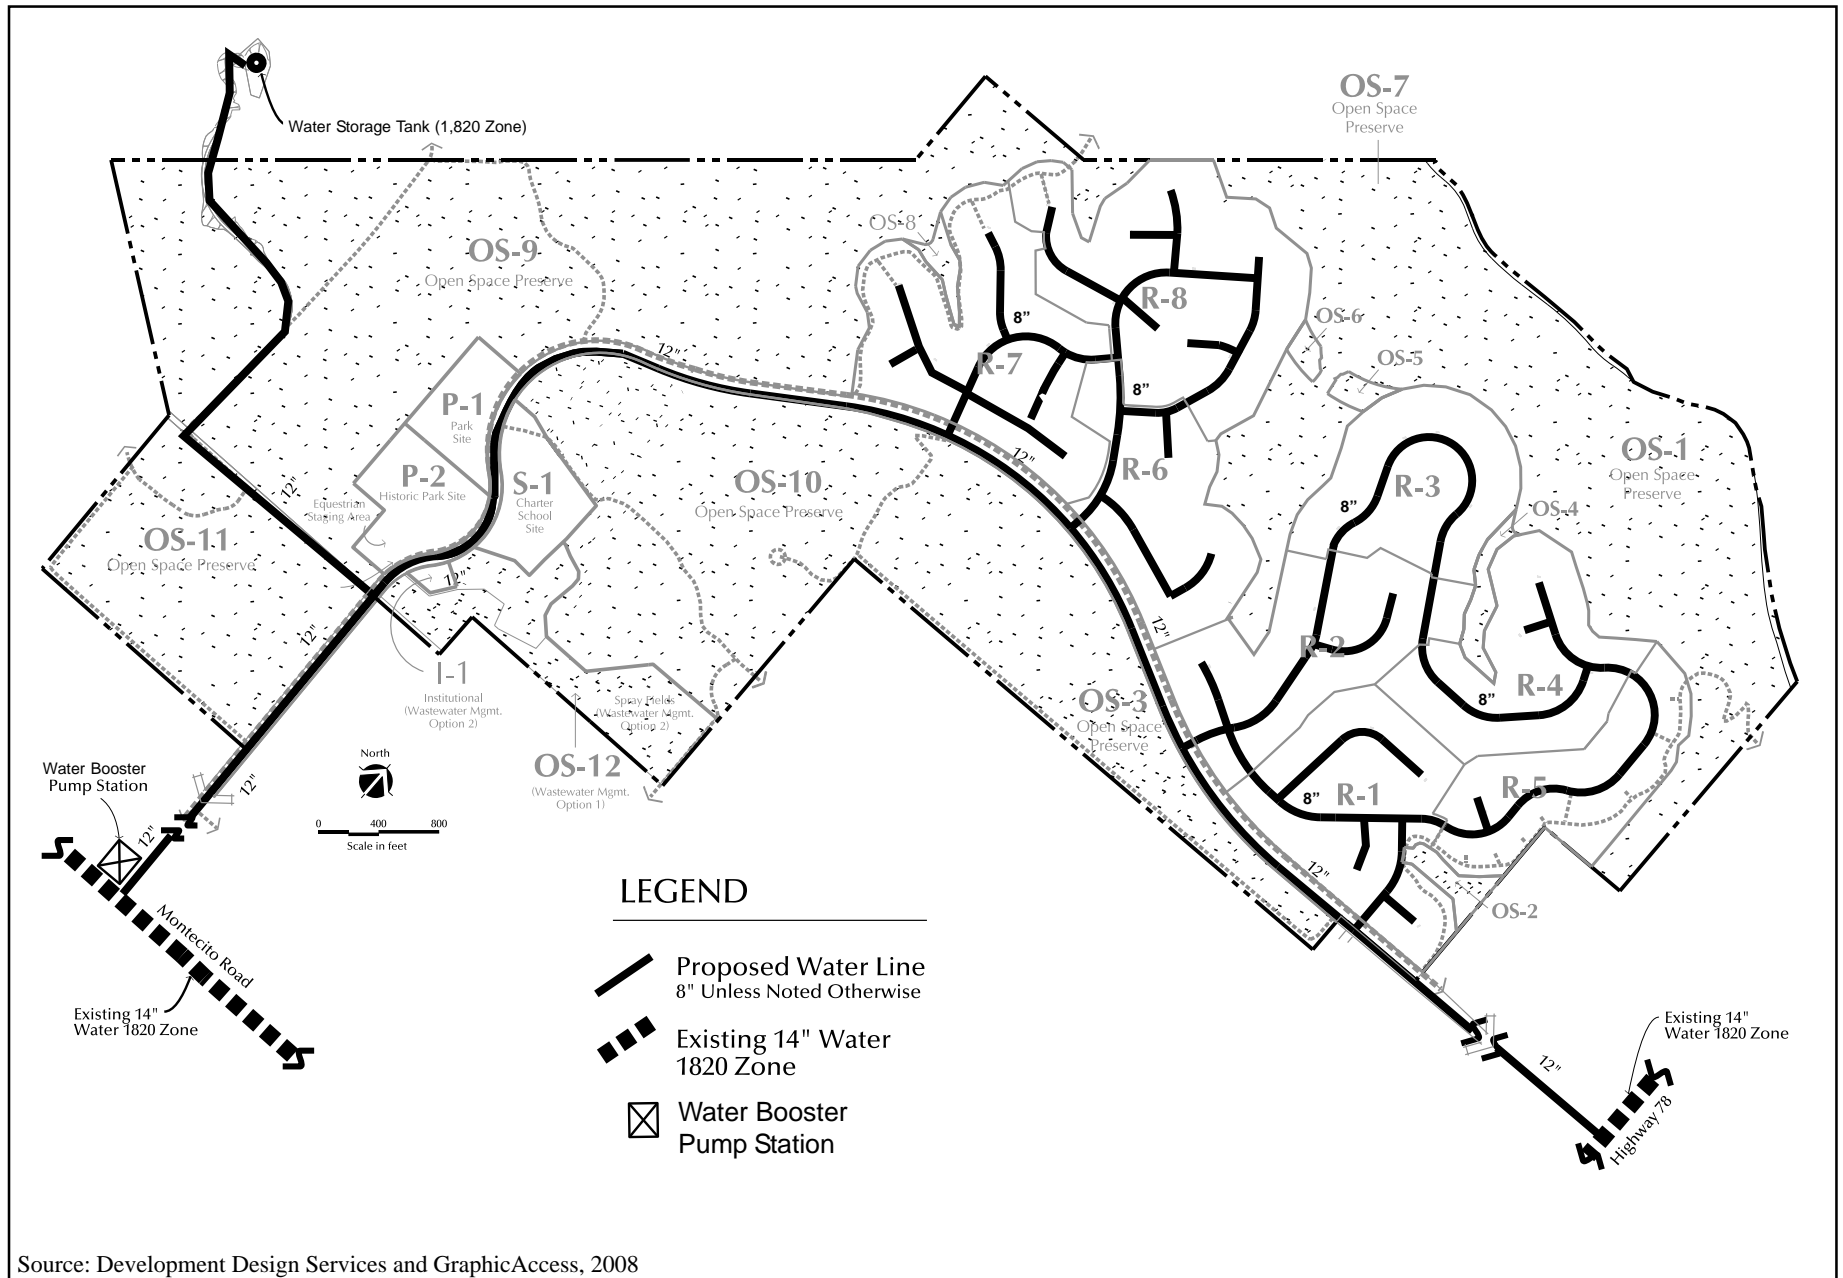 Water Storage Tank (1,820 Zone)
OS-7
Open Space
Preserve
OS-8
OS-9
Open Space Preserve
R-8
OS-6
8"
12"
R-7
OS-5
8"
P-1
Park
Site
OS-1
Open Space
Preserve
12"
R-6
P-2
Historic Park Site
S-1
Charter
School
Site
OS-10
Open Space Preserve
R-3
12"
8"
Equestrian
Staging Area
OS-4
OS-11
Open Space Preserve
12"
12"
12"
R-2
I-1
Institutional
(Wastewater Mgmt.
Option 2)
Spray Fields
(Wastewater Mgmt.
Option 2)
OS-3
Open Space
Preserve
R-4
8"
North
OS-12
(Wastewater Mgmt.
Option 1)
Water Booster
Pump Station
12"
R-1
8"
R-5
0 400 800
Scale in feet
12"
12"
OS-2
LEGEND
Montecito Road
Proposed Water Line
8" Unless Noted Otherwise
Existing 14"
Water 1820 Zone
Existing 14" Water
1820 Zone
Existing 14"
Water 1820 Zone
12"
Highway 78
Water Booster
Pump Station
Source: Development Design Services and GraphicAccess, 2008